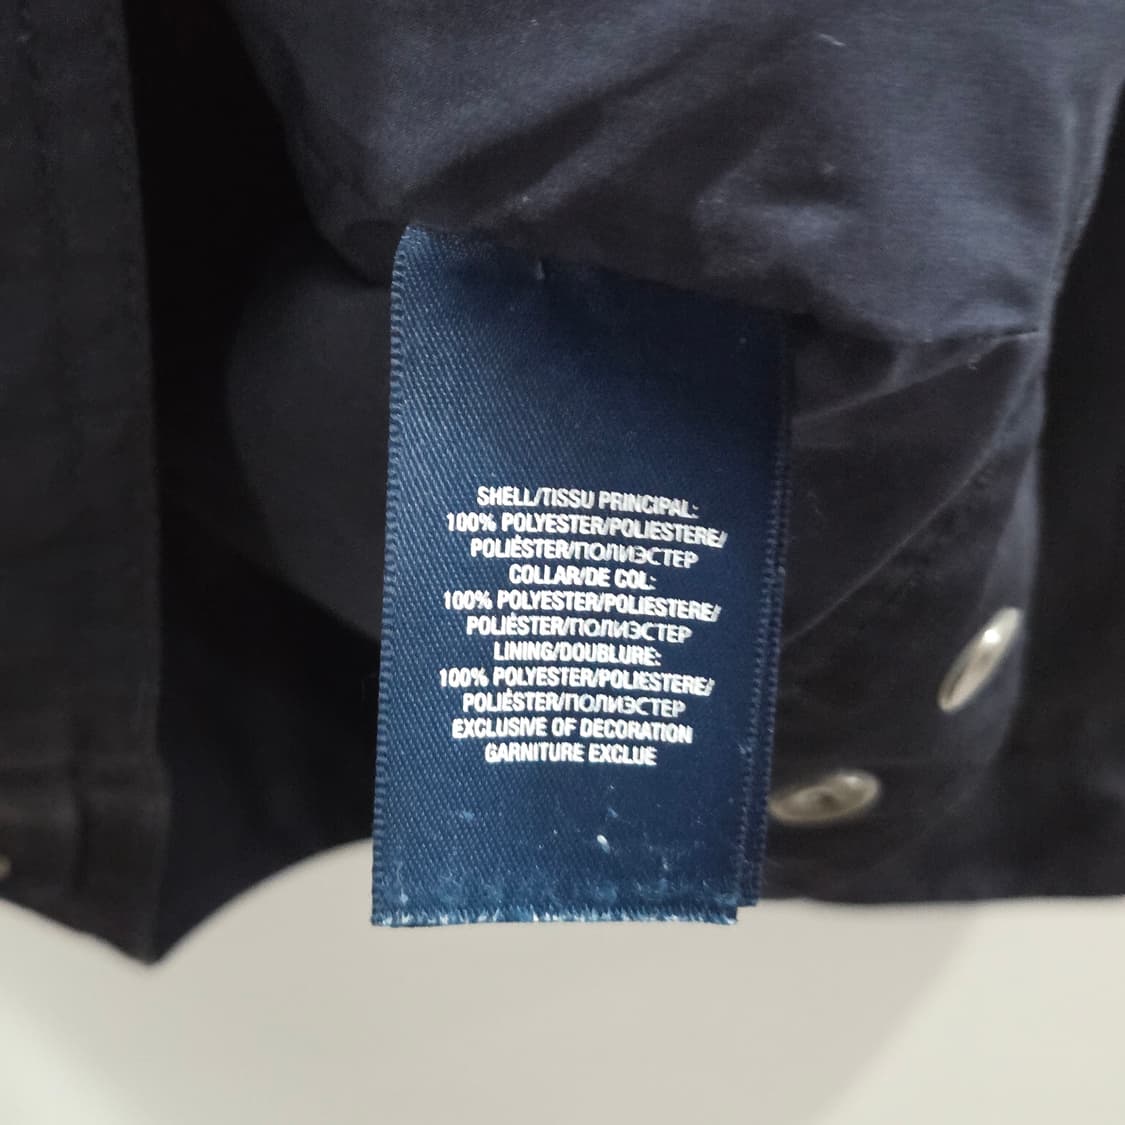 SHELL/TISSU PRINCIPAL:
100% POLYESTER/POLIESTERE/
POLIÉSTER/ПОЛИЭСТЕР
COLLAR/DE COL:
100% POLYESTER/POLIESTERE/
POLIÉSTER/ПОЛИЭСТЕР
LINING/DOUBLURE:
100% POLYESTER/POLIESTERE/
POLIÉSTER/ПОЛИЭСТЕР
EXCLUSIVE OF DECORATION
GARNITURE EXCLUE